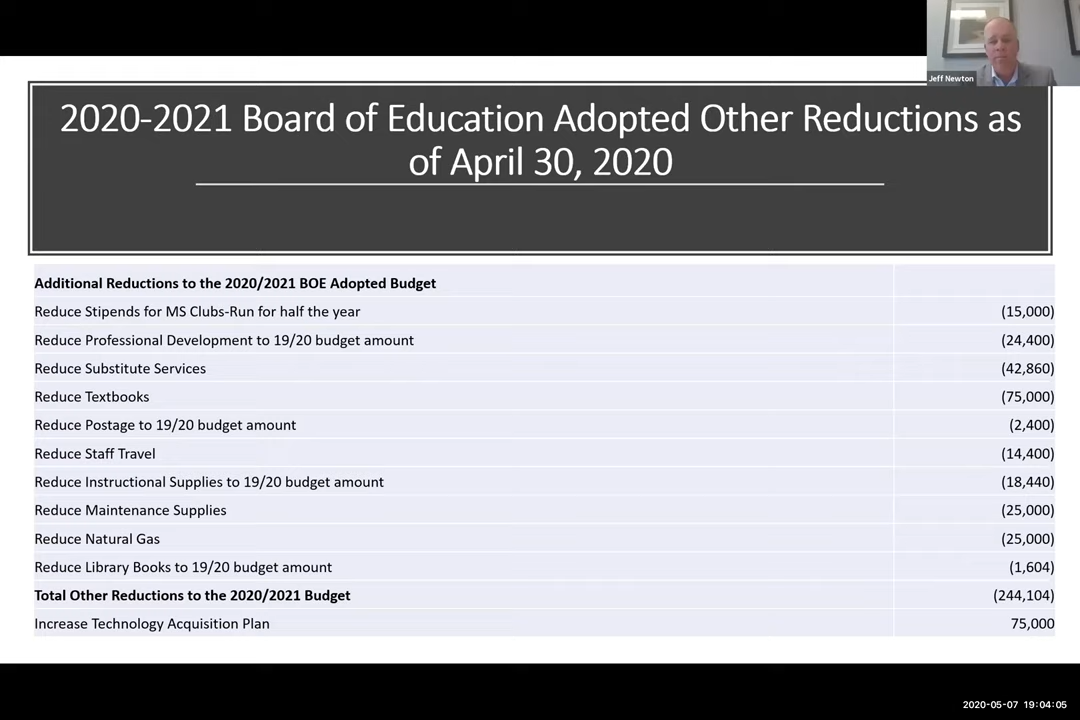 Jeff Newton
2020-2021 Board of Education Adopted Other Reductions as
of April 30, 2020
Additional Reductions to the 2020/2021 BOE Adopted Budget
Reduce Stipends for MS Clubs-Run for half the year (15,000)
Reduce Professional Development to 19/20 budget amount (24,400)
Reduce Substitute Services (42,860)
Reduce Textbooks (75,000)
Reduce Postage to 19/20 budget amount (2,400)
Reduce Staff Travel (14,400)
Reduce Instructional Supplies to 19/20 budget amount (18,440)
Reduce Maintenance Supplies (25,000)
Reduce Natural Gas (25,000)
Reduce Library Books to 19/20 budget amount (1,604)
Total Other Reductions to the 2020/2021 Budget (244,104)
Increase Technology Acquisition Plan 75,000
2020-05-07 19:04:05